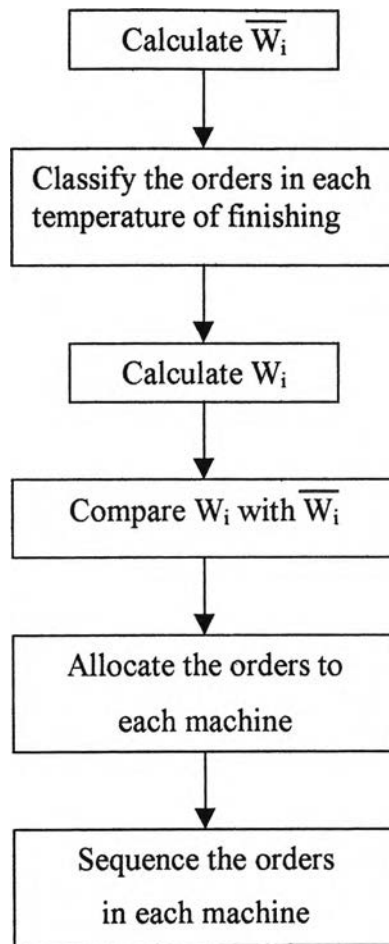 Calculate W̅ᵢ
Classify the orders in each
temperature of finishing
Calculate Wᵢ
Compare Wᵢ with W̅ᵢ
Allocate the orders to
each machine
Sequence the orders
in each machine